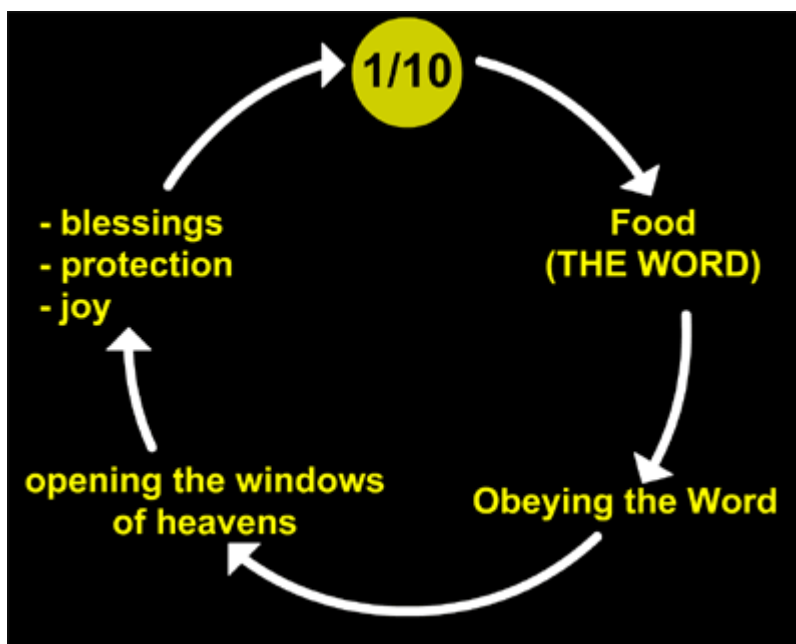 1/10
Food
(THE WORD)
Obeying the Word
opening the windows
of heavens
- blessings
- protection
- joy